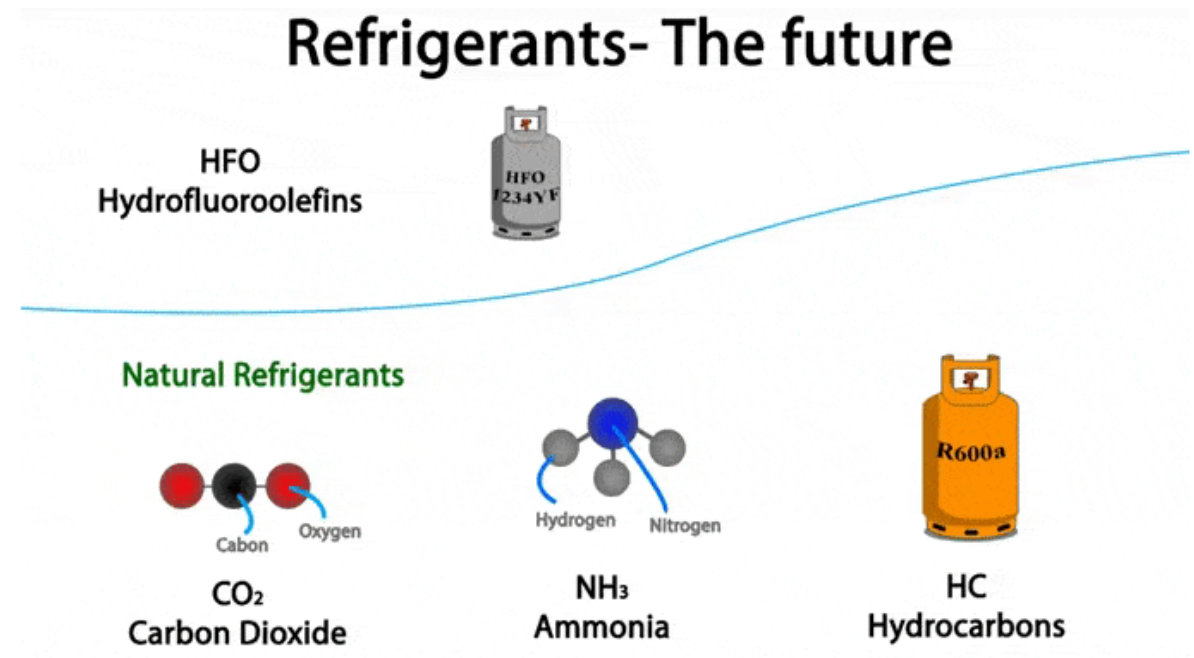 Refrigerants- The future
HFO
Hydrofluoroolefins
HFO
1234YF
Natural Refrigerants
Cabon
Oxygen
CO₂
Carbon Dioxide
Hydrogen
Nitrogen
NH₃
Ammonia
R600a
HC
Hydrocarbons